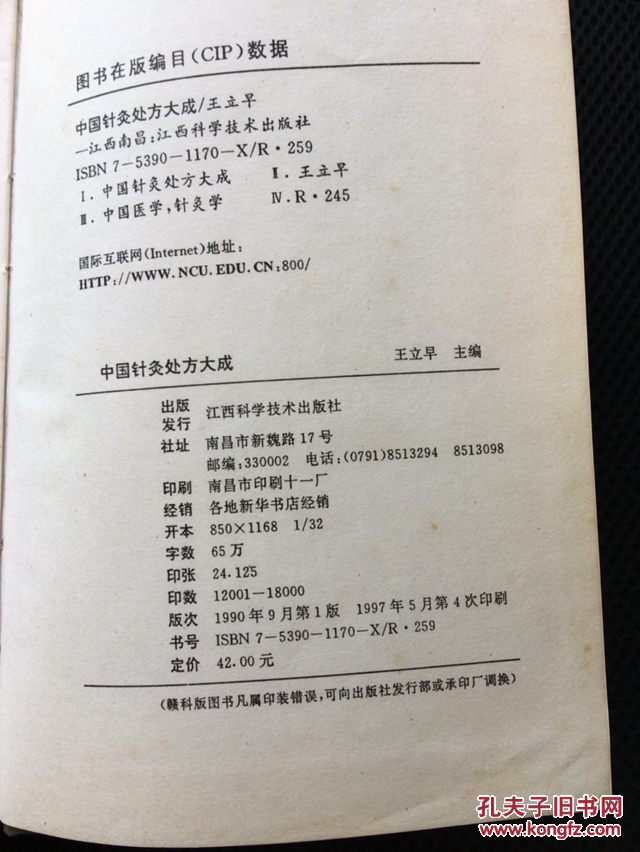 图书在版编目(CIP)数据
中国针灸处方大成/王立早
—江西南昌:江西科学技术出版社
ISBN 7-5390-1170-X/R·259
Ⅰ.中国针灸处方大成 Ⅱ.王立早
Ⅲ.中国医学,针灸学 Ⅳ.R·245
国际互联网(Internet)地址:
HTTP://WWW.NCU.EDU.CN:800/
中国针灸处方大成 王立早 主编
出版
发行 江西科学技术出版社
社址 南昌市新魏路17号
邮编:330002 电话:(0791)8513294 8513098
印刷 南昌市印刷十一厂
经销 各地新华书店经销
开本 850×1168 1/32
字数 65万
印张 24.125
印数 12001-18000
版次 1990年9月第1版 1997年5月第4次印刷
书号 ISBN 7-5390-1170-X/R·259
定价 42.00元
(赣科版图书凡属印装错误,可向出版社发行部或承印厂调换)
孔夫子旧书网
www.kongfz.com